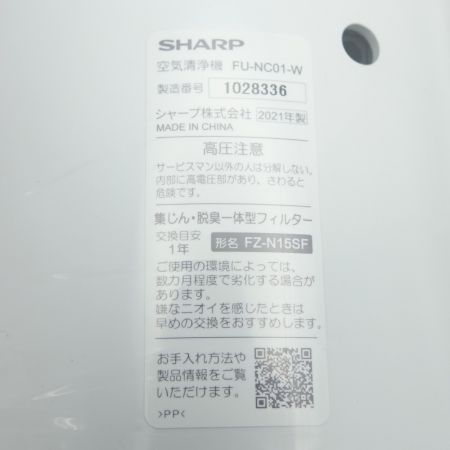 SHARP
空気清浄機 FU-NC01-W
製造番号 1028336
シャープ株式会社 2021年製
MADE IN CHINA
高圧注意
サービスマン以外の人は分解しない。
内部に高電圧部があり、さわると
危険です。
集じん・脱臭一体型フィルター
交換目安
1年 形名 FZ-N15SF
ご使用の環境によっては、
数カ月程度で劣化する場合が
あります。
嫌なニオイを感じたときは
早めの交換をおすすめします。
お手入れ方法や
製品情報をご覧
いただけます。
>PP<